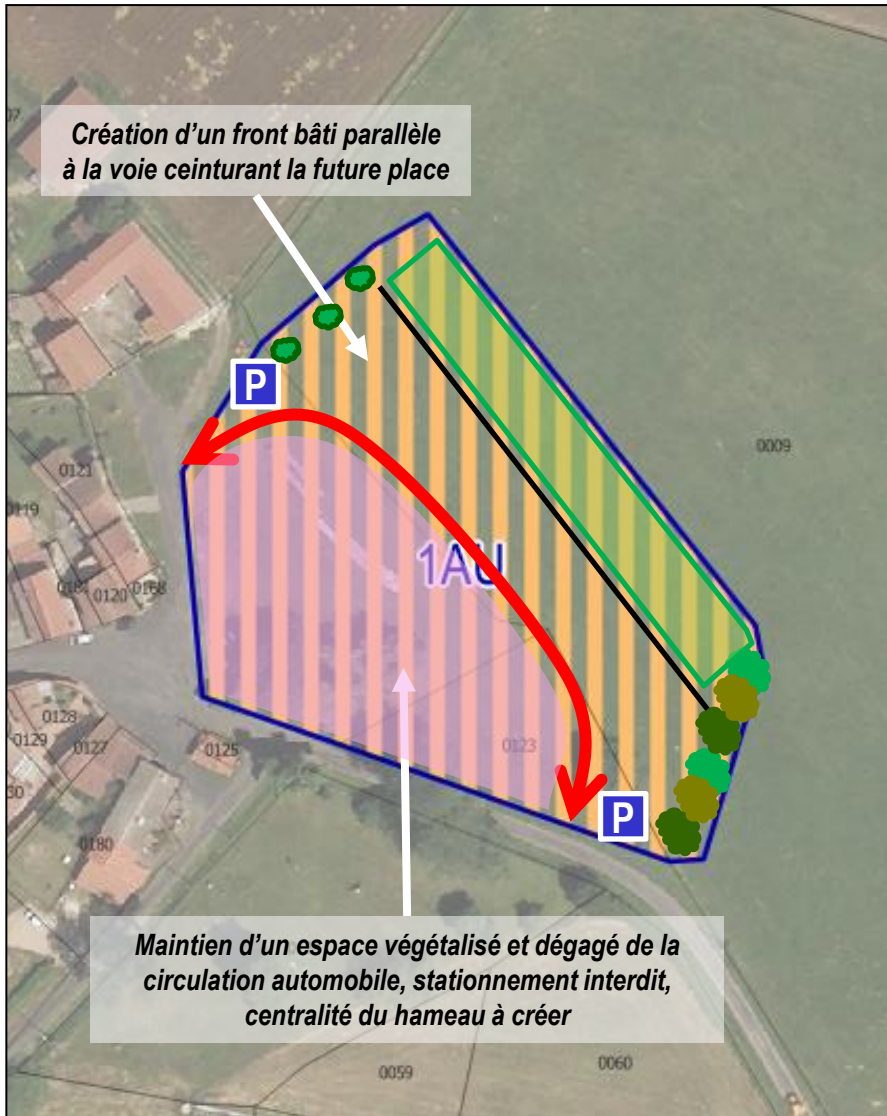 Création d'un front bâti parallèle
à la voie ceinturant la future place
P
0009
0121
0119
1AU
0120
0168
0128
0123
0129
0127
0125
P
0180
Maintien d'un espace végétalisé et dégagé de la
circulation automobile, stationnement interdit,
centralité du hameau à créer
0059
0060